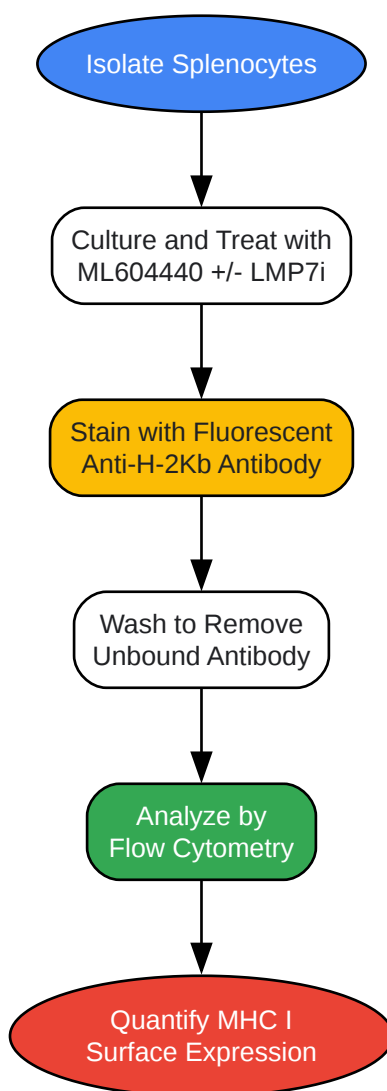 Isolate Splenocytes
Culture and Treat with
ML604440 +/- LMP7i
Stain with Fluorescent
Anti-H-2Kb Antibody
Wash to Remove
Unbound Antibody
Analyze by
Flow Cytometry
Quantify MHC I
Surface Expression